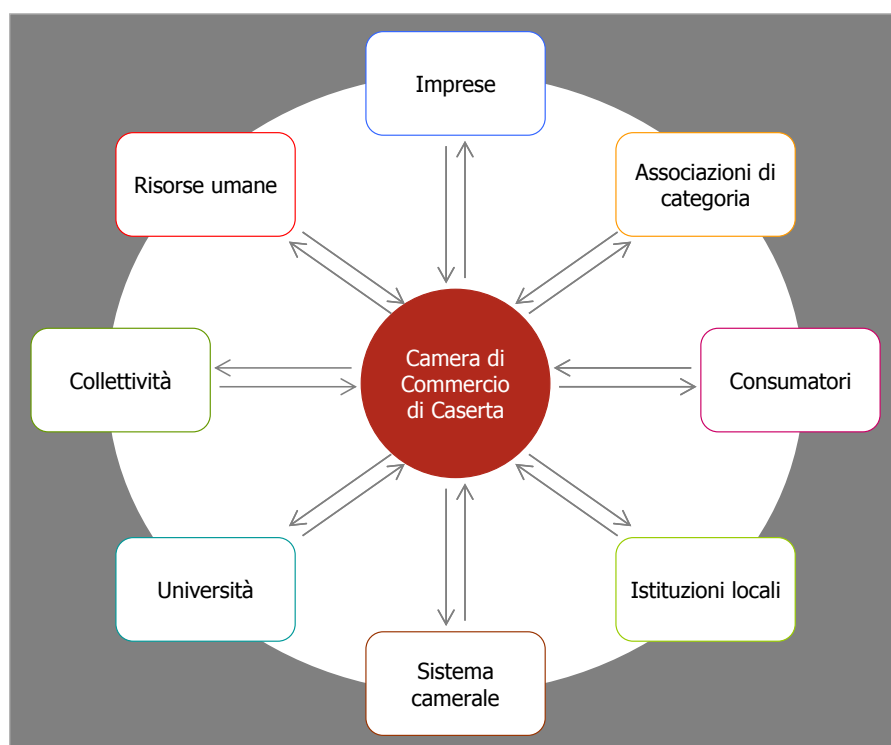 Imprese
Risorse umane
Associazioni di
categoria
Collettività
Camera di
Commercio
di Caserta
Consumatori
Università
Istituzioni locali
Sistema
camerale